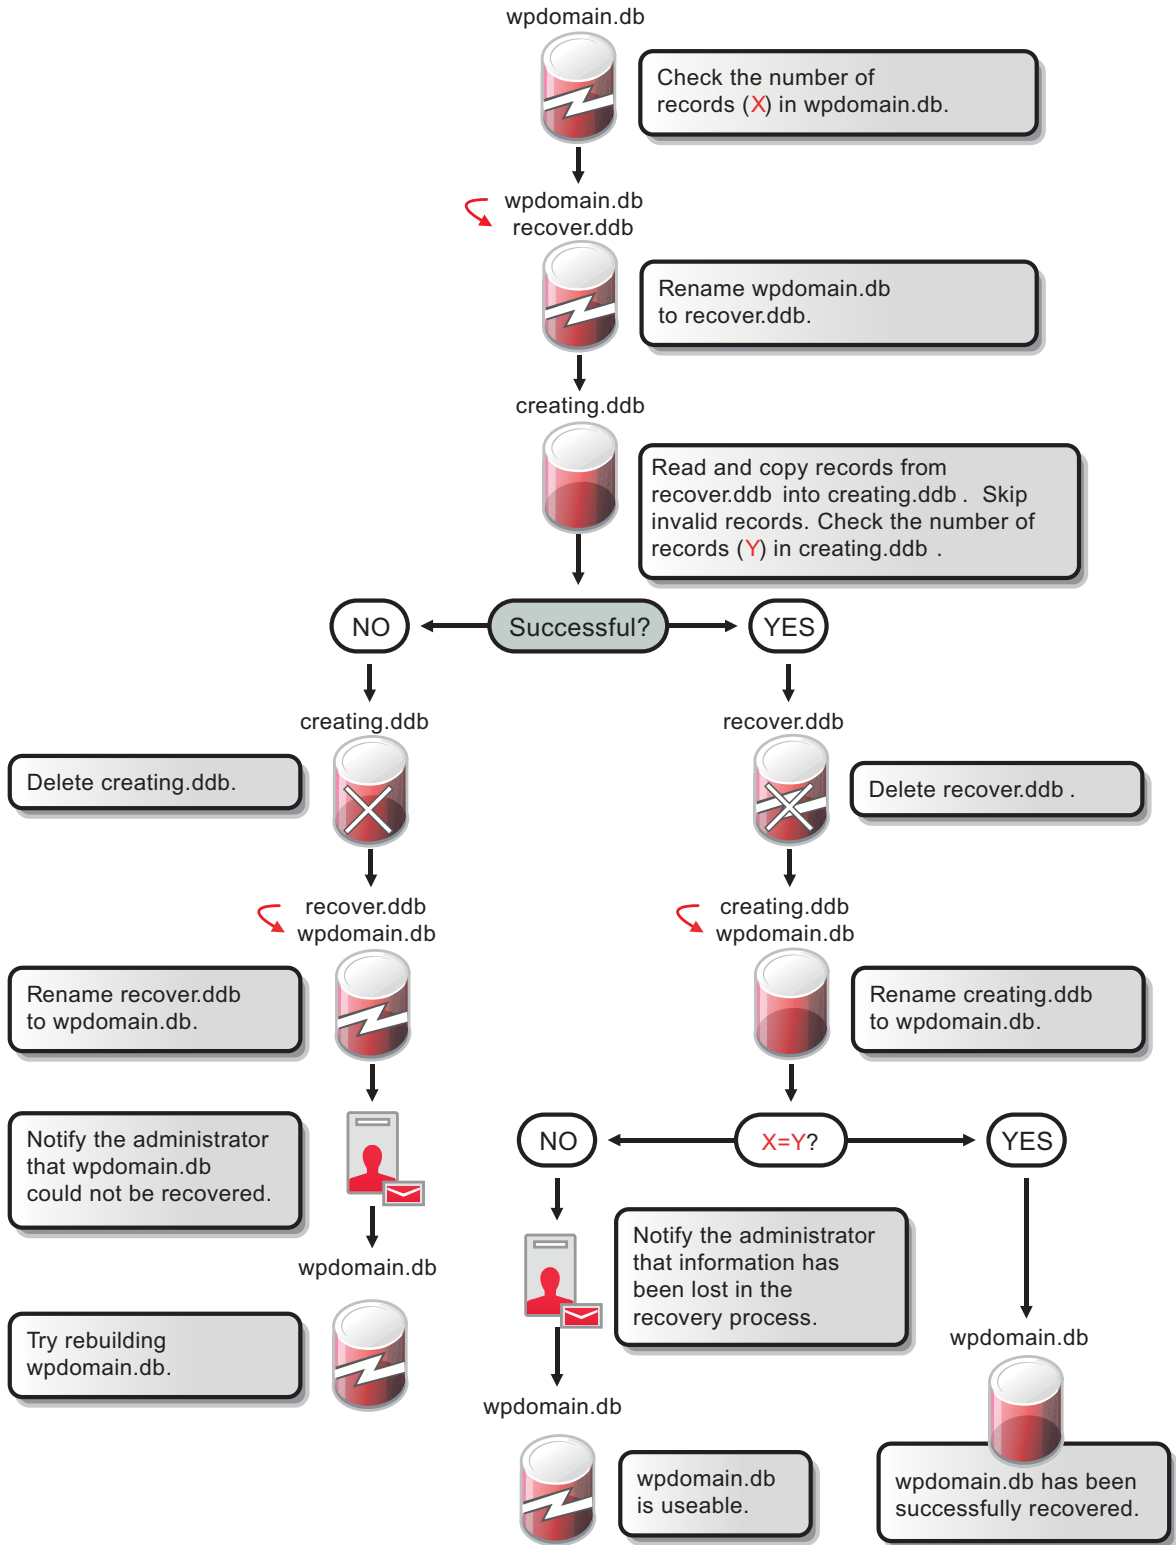 wpdomain.db
Check the number of
records (X) in wpdomain.db.
wpdomain.db
recover.ddb
Rename wpdomain.db
to recover.ddb.
creating.ddb
Read and copy records from
recover.ddb into creating.ddb . Skip
invalid records. Check the number of
records (Y) in creating.ddb .
NO
Successful?
YES
creating.ddb
recover.ddb
Delete creating.ddb.
Delete recover.ddb .
recover.ddb
wpdomain.db
creating.ddb
wpdomain.db
Rename recover.ddb
to wpdomain.db.
Rename creating.ddb
to wpdomain.db.
Notify the administrator
that wpdomain.db
could not be recovered.
NO
X=Y?
YES
wpdomain.db
Notify the administrator
that information has
been lost in the
recovery process.
Try rebuilding
wpdomain.db.
wpdomain.db
wpdomain.db
wpdomain.db
is useable.
wpdomain.db has been
successfully recovered.